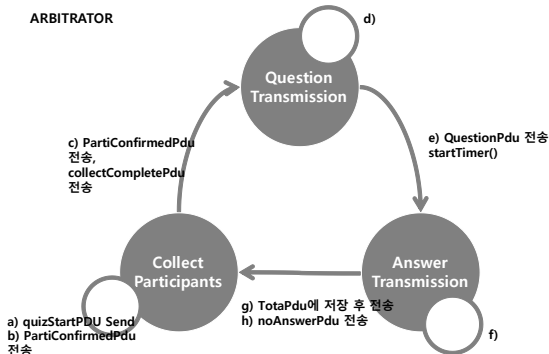 ARBITRATOR
d)
Question
Transmission
c) PartiConfirmedPdu
전송,
collectCompletePdu
전송
e) QuestionPdu 전송
startTimer()
Collect
Participants
Answer
Transmission
g) TotaPdu에 저장 후 전송
h) noAnswerPdu 전송
a) quizStartPDU Send
b) PartiConfirmedPdu
전송
f)